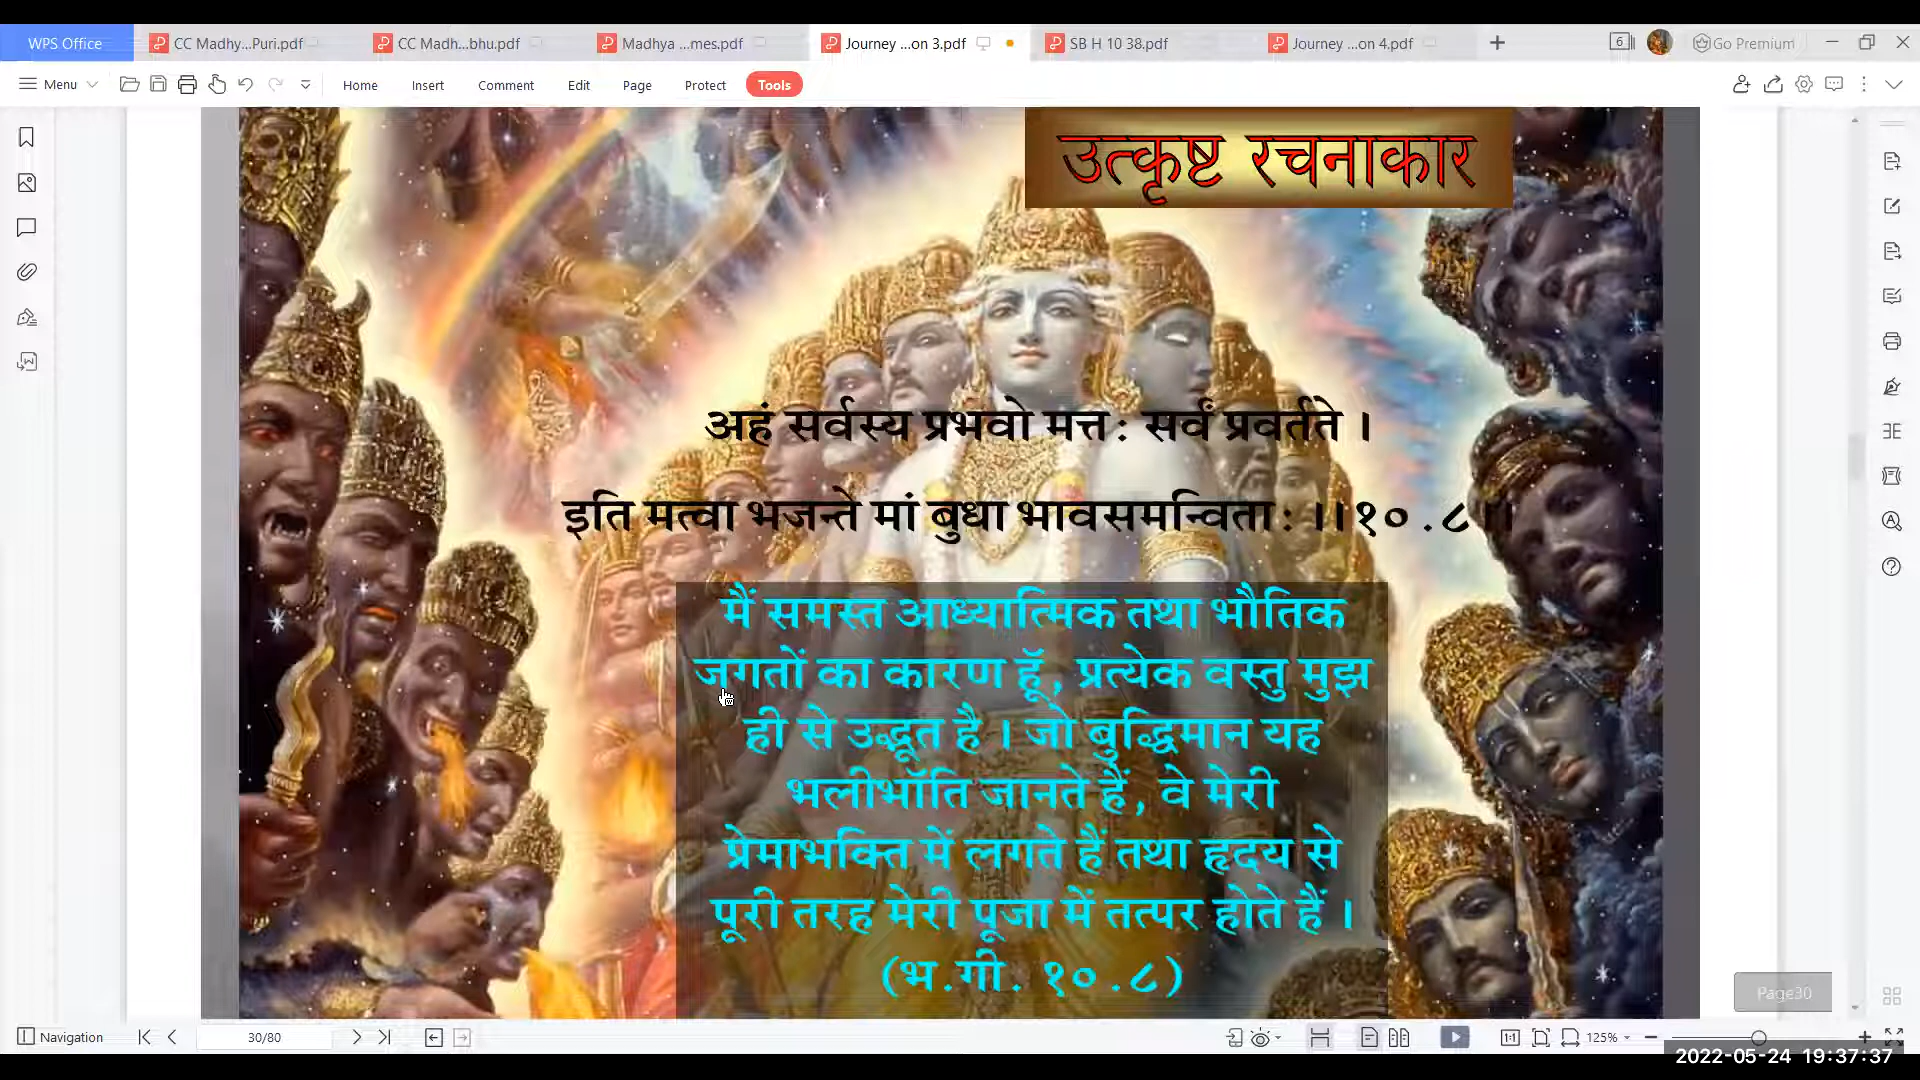 WPS Office
CC Madhy...Puri.pdf
CC Madh...bhu.pdf
Madhya ...mes.pdf
Journey ...on 3.pdf
SB H 10 38.pdf
Journey ...on 4.pdf
6
Go Premium
Menu
Home
Insert
Comment
Edit
Page
Protect
Tools
उत्कृष्ट रचनाकार
अहं सर्वस्य प्रभवो मत्त: सर्वं प्रवर्तते ।
इति मत्वा भजन्ते मां बुधा भावसमन्विता: ।।१०.८।।
मैं समस्त आध्यात्मिक तथा भौतिक
जगतों का कारण हूॅ, प्रत्येक वस्तु मुझ
ही से उद्भूत है । जो बुद्धिमान यह
भलीभॉति जानते हैं, वे मेरी
प्रेमाभक्ति में लगते हैं तथा हृदय से
पूरी तरह मेरी पूजा में तत्पर होते हैं ।
(भ.गी. १०.८)
Page30
Navigation
30/80
1:1
125%
2022-05-24 19:37:37